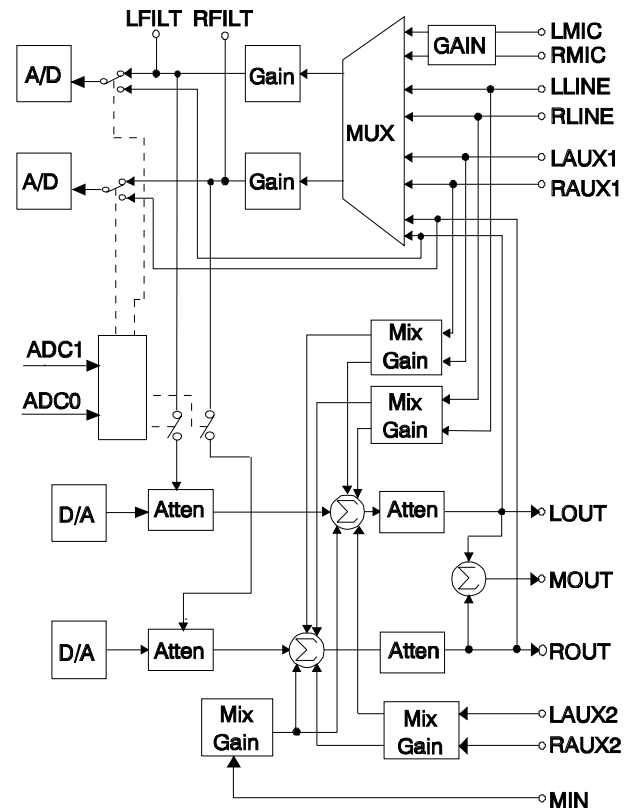 LFILT RFILT
LMIC
GAIN
RMIC
A/D
Gain
LLINE
MUX
RLINE
LAUX1
A/D
Gain
RAUX1
Mix
Gain
ADC1
Mix
Gain
ADC0
D/A
Atten
Σ
Atten
LOUT
Σ
MOUT
D/A
Atten
Σ
Atten
ROUT
Mix
Gain
Mix
Gain
LAUX2
RAUX2
MIN